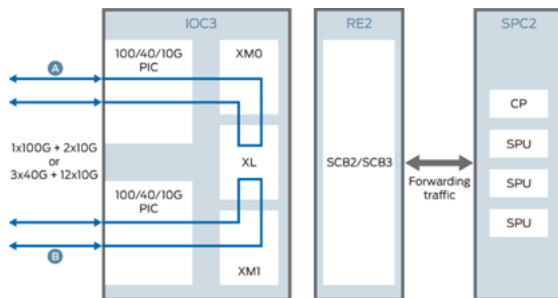 IOC3
RE2
SPC2
100/40/10G
PIC
XM0
A
CP
1x100G + 2x10G
or
3x40G + 12x10G
XL
SCB2/SCB3
SPU
Forwarding
traffic
SPU
100/40/10G
PIC
SPU
B
XM1